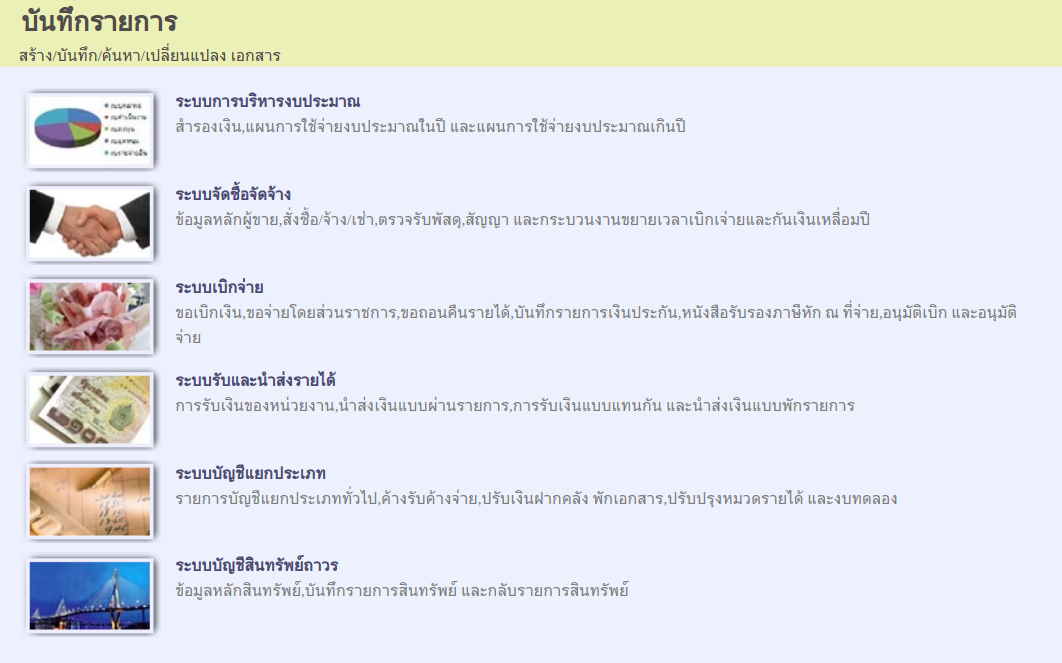 บันทึกรายการ
สร้าง/บันทึก/ค้นหา/เปลี่ยนแปลง เอกสาร
ระบบการบริหารงบประมาณ
สำรองเงิน,แผนการใช้จ่ายงบประมาณในปี และแผนการใช้จ่ายงบประมาณเกินปี
ระบบจัดซื้อจัดจ้าง
ข้อมูลหลักผู้ขาย,สั่งซื้อ/จ้าง/เช่า,ตรวจรับพัสดุ,สัญญา และกระบวนงานขยายเวลาเบิกเจ่ายและกันเงินเหลื่อมปี
ระบบเบิกจ่าย
ขอเบิกเงิน,ขอจ่ายโดยส่วนราชการ,ขอถอนคืนรายได้,บันทึกรายการเงินประกัน,หนังสือรับรองภาษีหัก ณ ที่จ่าย,อนุมัติเบิก และอนุมัติ
จ่าย
ระบบรับและนำส่งรายได้
การรับเงินของหน่วยงาน,นำส่งเงินแบบผ่านรายการ,การรับเงินแบบแทนกัน และนำส่งเงินแบบพักรายการ
ระบบบัญชีแยกประเภท
รายการบัญชีแยกประเภททั่วไป,ค้างรับค้างจ่าย,ปรับเงินฝากคลัง พักเอกสาร,ปรับปรุงหมวดรายได้ และงบทดลอง
ระบบบัญชีสินทรัพย์ถาวร
ข้อมูลหลักสินทรัพย์,บันทึกรายการสินทรัพย์ และกลับรายการสินทรัพย์